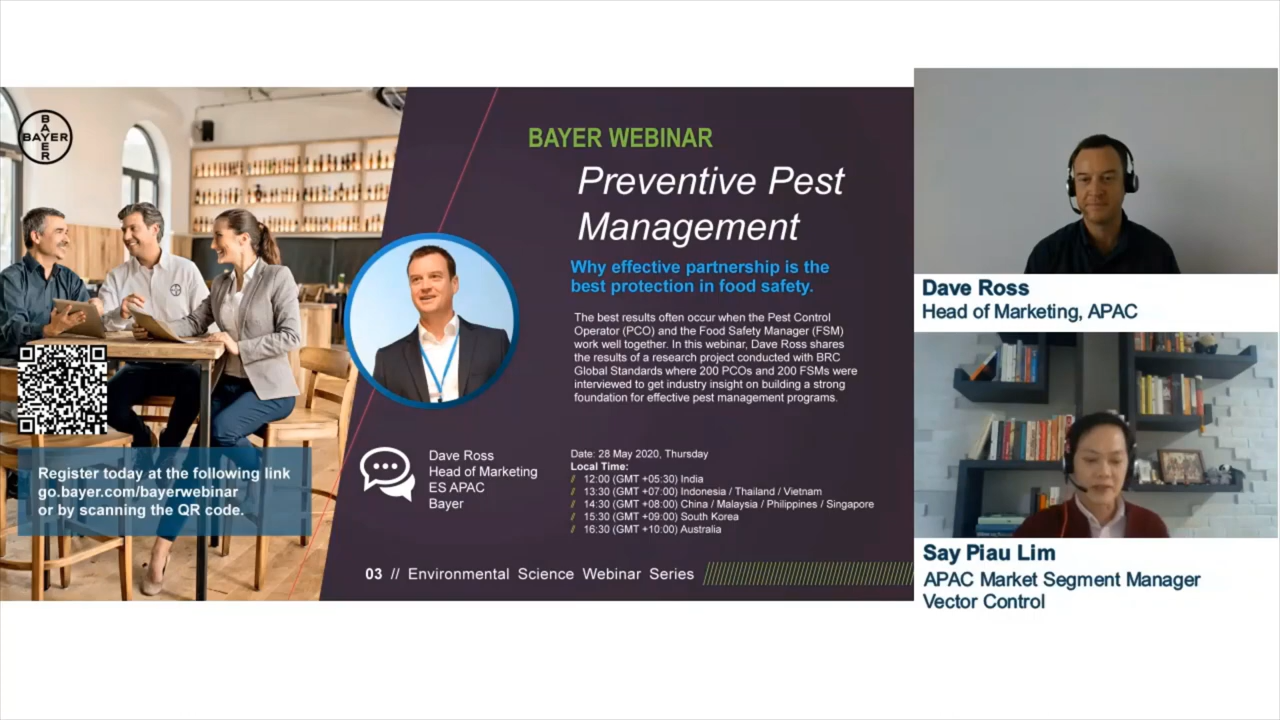 BAYER
BAYER
BAYER WEBINAR
Preventive Pest
Management
Why effective partnership is the
best protection in food safety.
The best results often occur when the Pest Control
Operator (PCO) and the Food Safety Manager (FSM)
work well together. In this webinar, Dave Ross shares
the results of a research project conducted with BRC
Global Standards where 200 PCOs and 200 FSMs were
interviewed to get industry insight on building a strong
foundation for effective pest management programs.
Register today at the following link
go.bayer.com/bayerwebinar
or by scanning the QR code.
Dave Ross
Head of Marketing
ES APAC
Bayer
Date: 28 May 2020, Thursday
Local Time:
// 12:00 (GMT +05:30) India
// 13:30 (GMT +07:00) Indonesia / Thailand / Vietnam
// 14:30 (GMT +08:00) China / Malaysia / Philippines / Singapore
// 15:30 (GMT +09:00) South Korea
// 16:30 (GMT +10:00) Australia
03 // Environmental Science Webinar Series
Dave Ross
Head of Marketing, APAC
Say Piau Lim
APAC Market Segment Manager
Vector Control